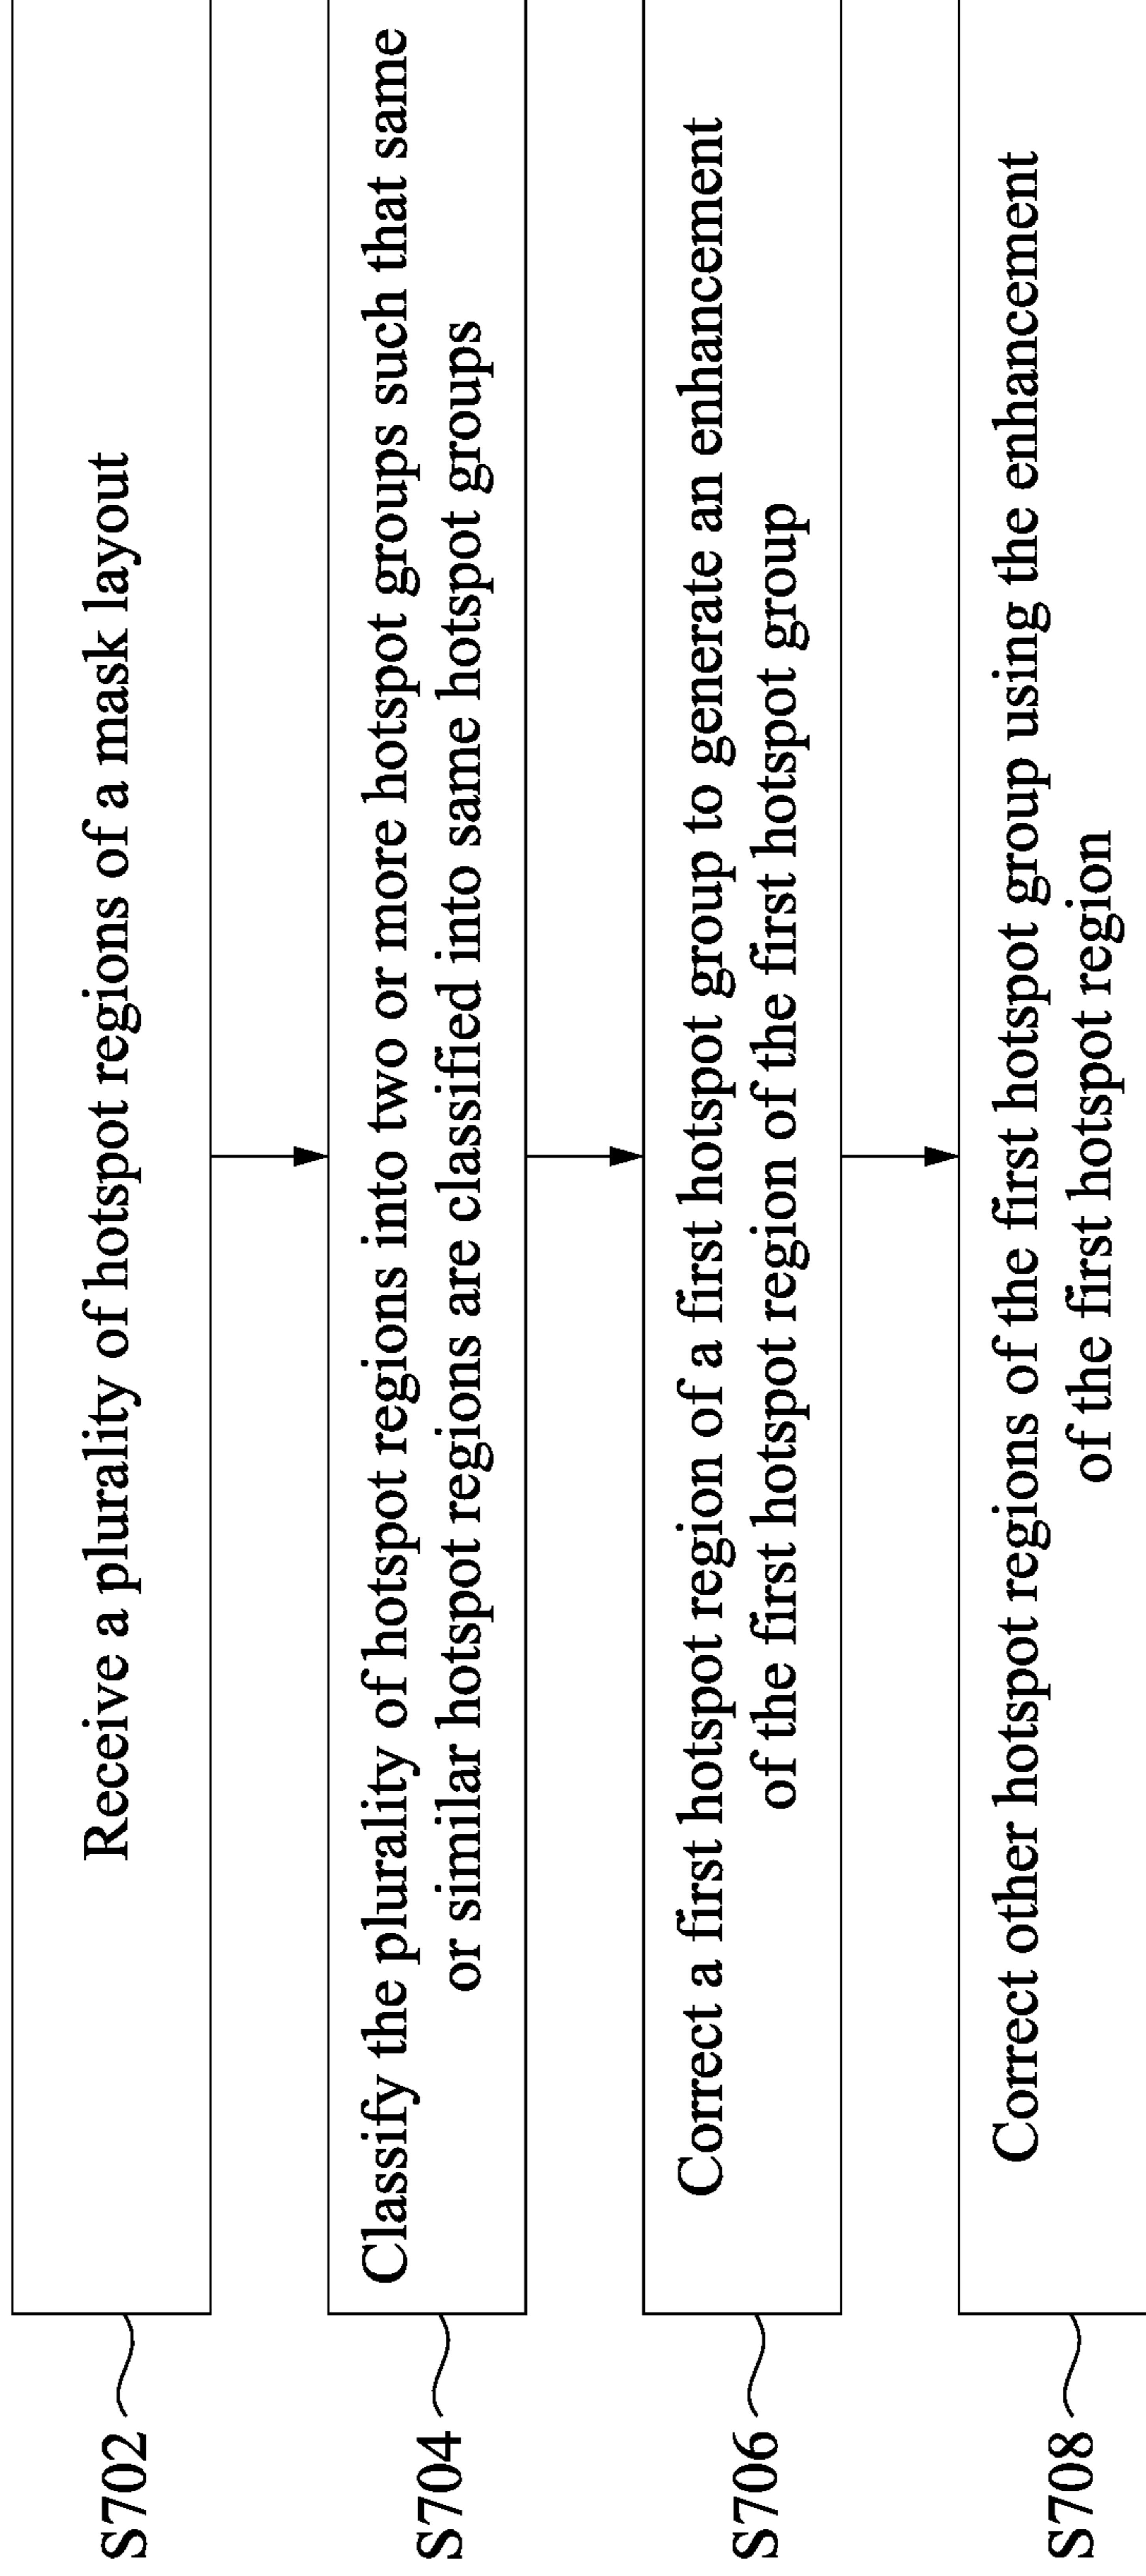 S702
Receive a plurality of hotspot regions of a mask layout
S704
Classify the plurality of hotspot regions into two or more hotspot groups such that same
or similar hotspot regions are classified into same hotspot groups
S706
Correct a first hotspot region of a first hotspot group to generate an enhancement
of the first hotspot region of the first hotspot group
S708
Correct other hotspot regions of the first hotspot group using the enhancement
of the first hotspot region